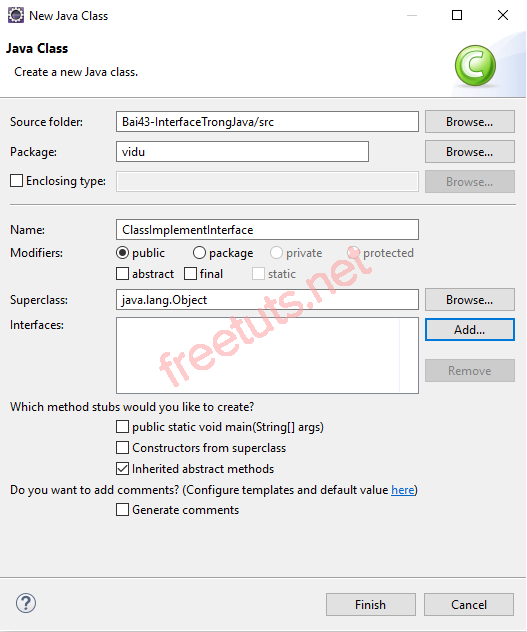 New Java Class
Java Class
Create a new Java class.
C
Source folder: Bai43-InterfaceTrongJava/src Browse...
Package: vidu Browse...
Enclosing type: Browse...
Name: ClassImplementInterface
Modifiers: public package private protected
abstract final static
Superclass: java.lang.Object Browse...
Interfaces: Add...
Remove
freetuts.net
Which method stubs would you like to create?
public static void main(String[] args)
Constructors from superclass
Inherited abstract methods
Do you want to add comments? (Configure templates and default value here)
Generate comments
? Finish Cancel